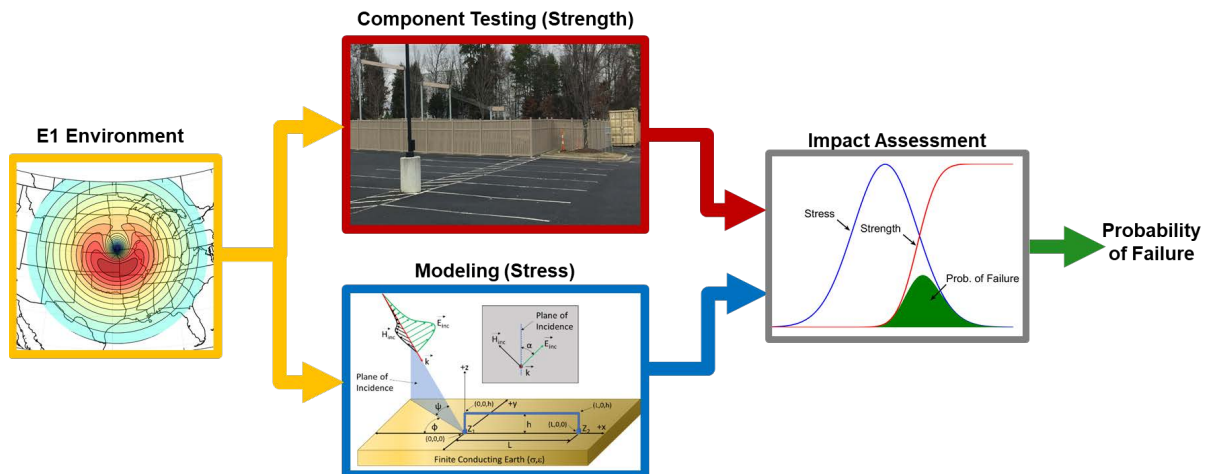 Component Testing (Strength)
E1 Environment
Impact Assessment
Stress
Strength
Prob. of Failure
Probability
of Failure
Modeling (Stress)
E⃗inc
H⃗inc
k⃗
Plane of
Incidence
Plane of
Incidence
H⃗inc
α
E⃗inc
k⃗
+z
(0,0,h)
+y
(L,0,h)
ψ
ϕ
h
(L,0,0)
+x
(0,0,0)
Z₁
Z₂
L
Finite Conducting Earth {σ,ε}